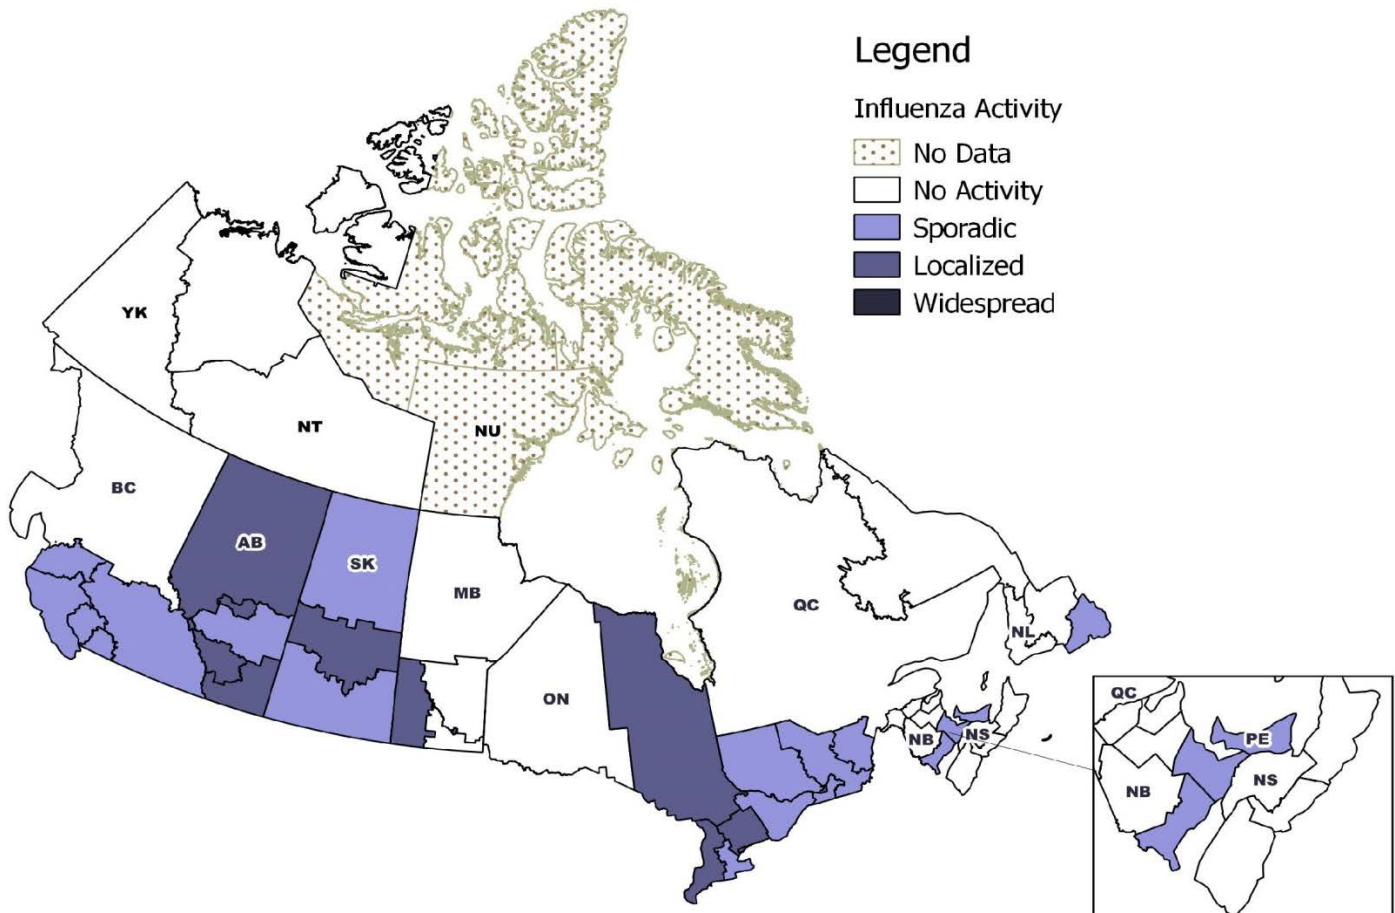 Legend
Influenza Activity
No Data
No Activity
Sporadic
Localized
Widespread
YK
NT
NU
BC
AB
SK
MB
QC
NL
ON
NB
NS
QC
PE
NB
NS